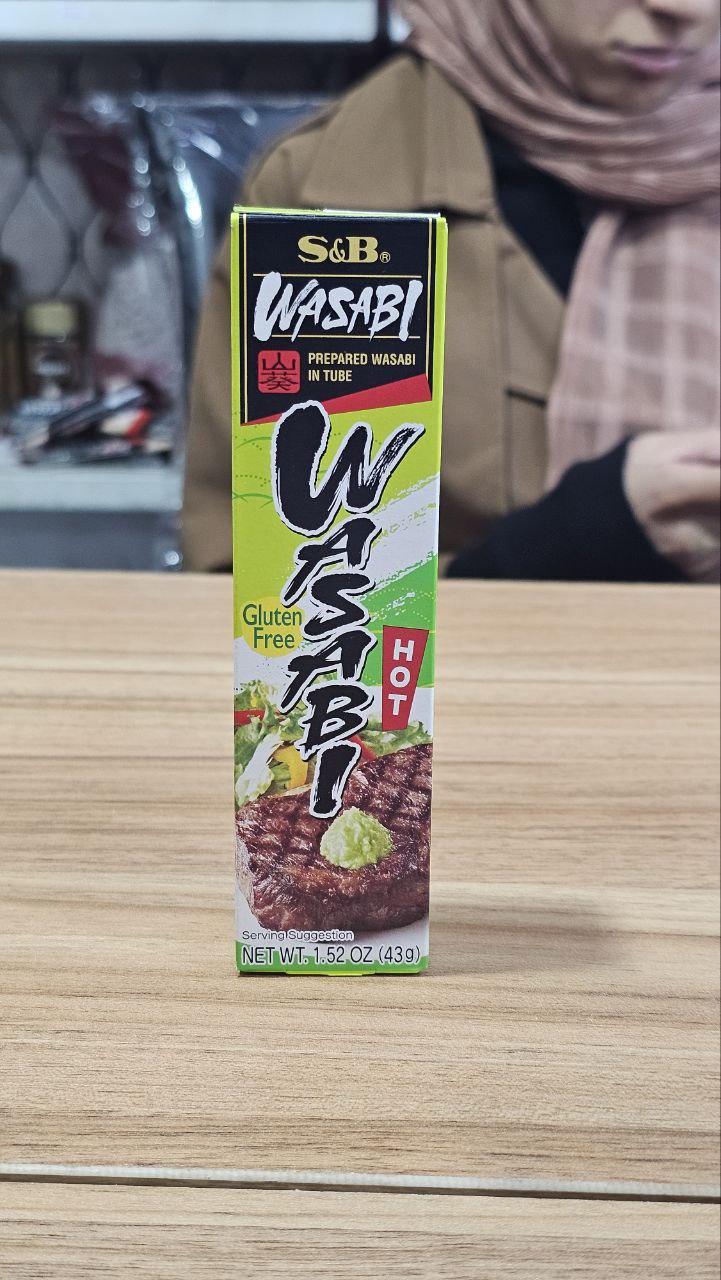 S&B®
WASABI
山葵
PREPARED WASABI
IN TUBE
WASABI
Gluten
Free
HOT
Serving Suggestion
NET WT. 1.52 OZ (43g)